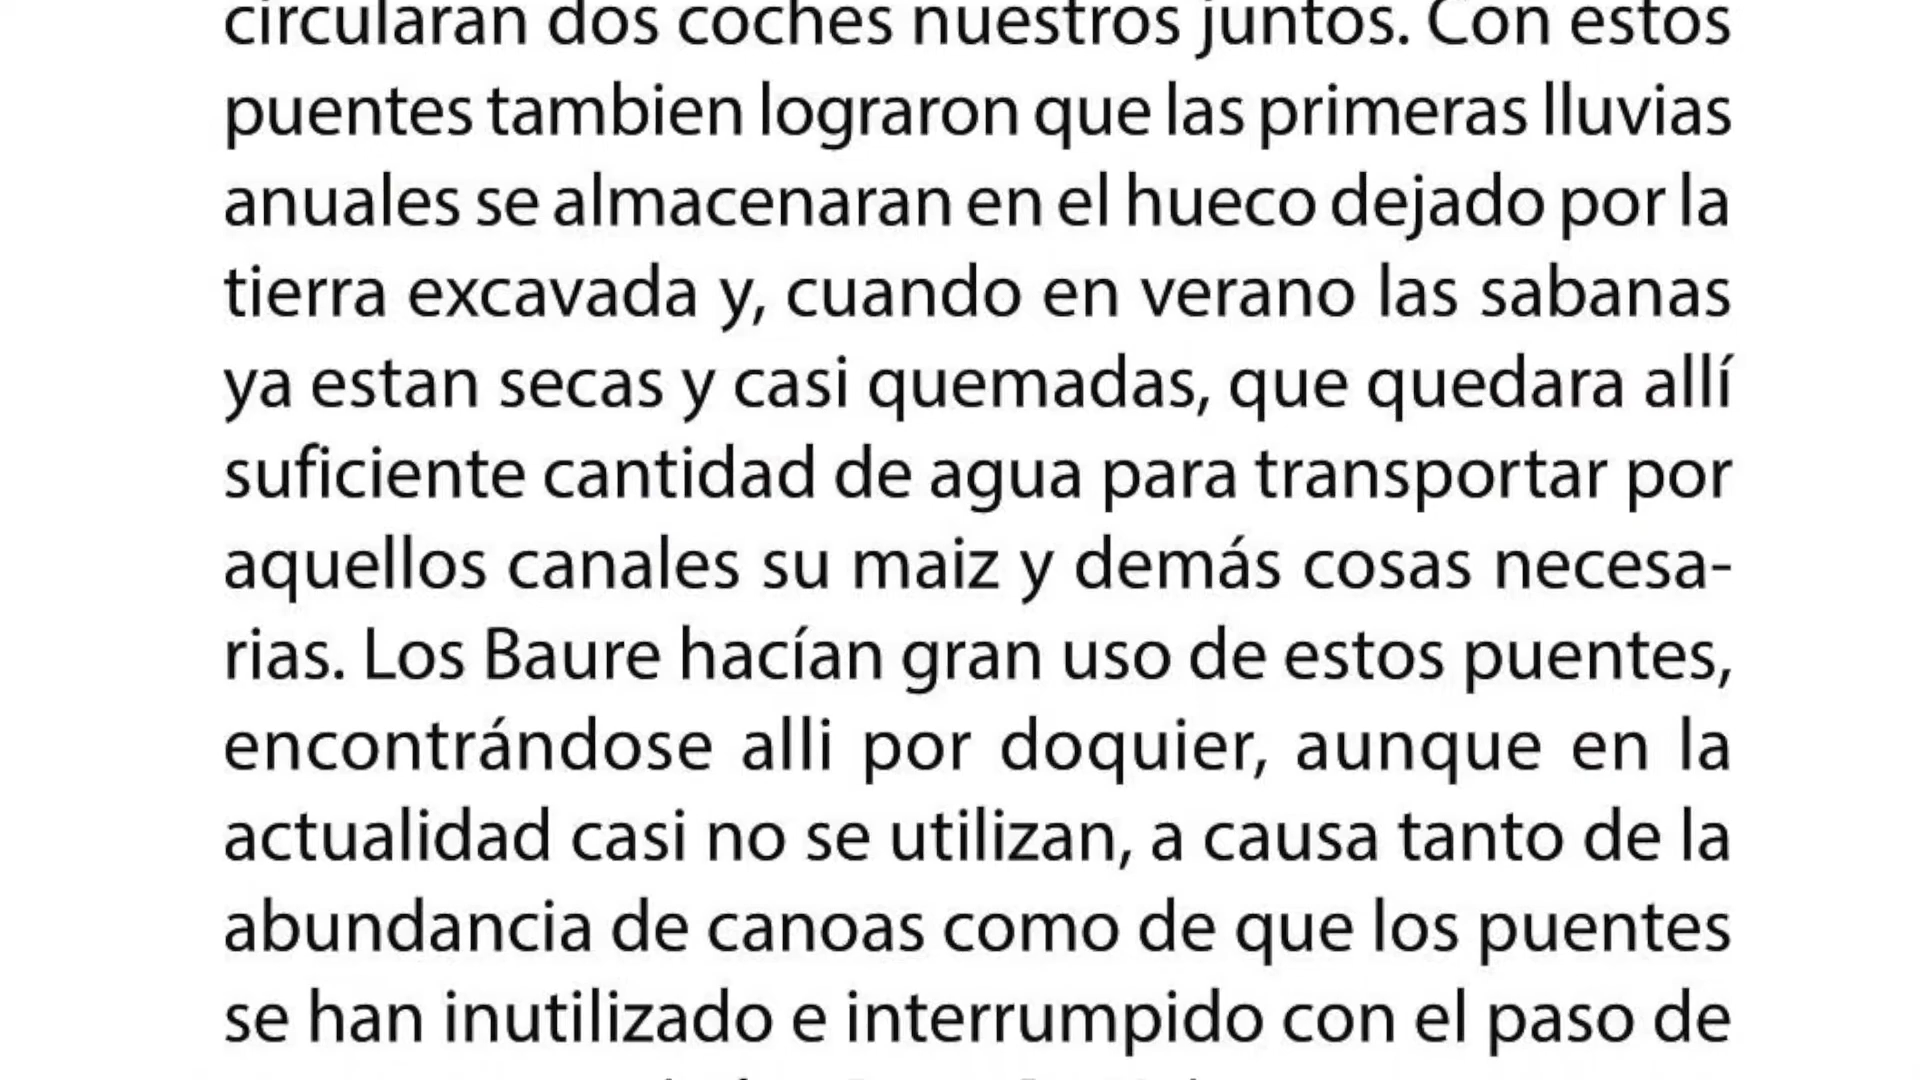 circularan dos coches nuestros juntos. Con estos
puentes tambien lograron que las primeras lluvias
anuales se almacenaran en el hueco dejado por la
tierra excavada y, cuando en verano las sabanas
ya estan secas y casi quemadas, que quedara allí
suficiente cantidad de agua para transportar por
aquellos canales su maiz y demás cosas necesa-
rias. Los Baure hacían gran uso de estos puentes,
encontrándose alli por doquier, aunque en la
actualidad casi no se utilizan, a causa tanto de la
abundancia de canoas como de que los puentes
se han inutilizado e interrumpido con el paso de